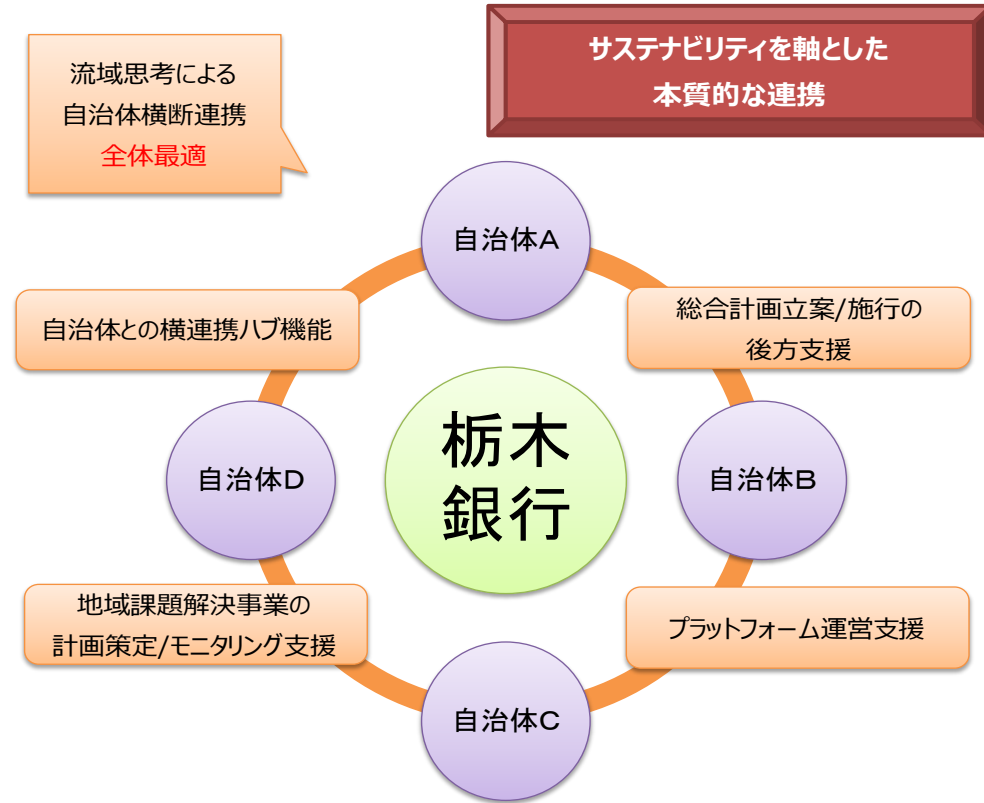 流域思考による
自治体横断連携
全体最適
サステナビリティを軸とした
本質的な連携
自治体A
自治体との横連携ハブ機能
総合計画立案/施行の
後方支援
栃木
銀行
自治体D
自治体B
地域課題解決事業の
計画策定/モニタリング支援
プラットフォーム運営支援
自治体C